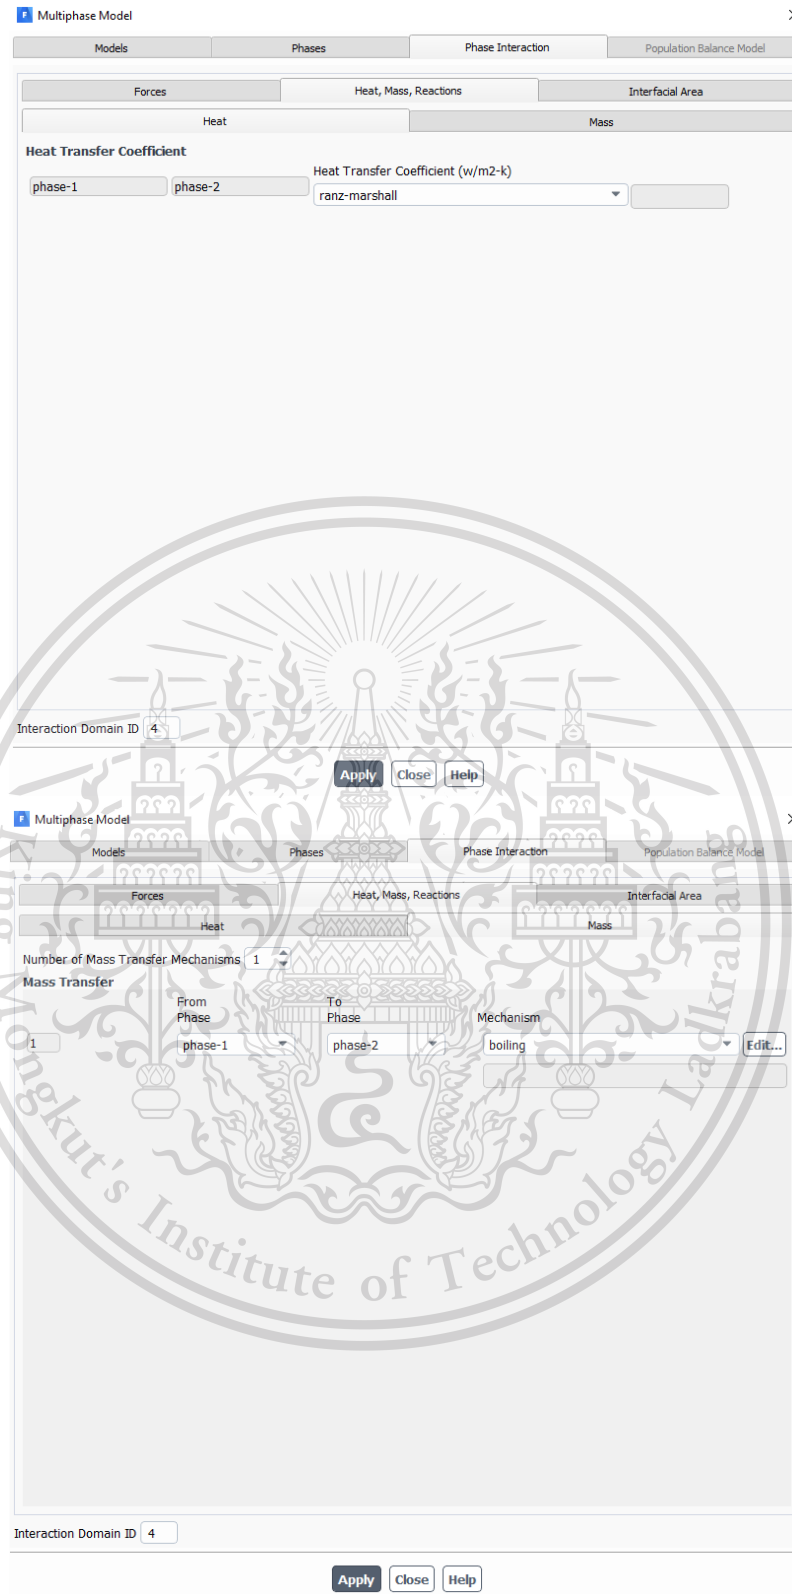 Multiphase Model
Models Phases Phase Interaction Population Balance Model
Forces Heat, Mass, Reactions Interfacial Area
Heat Mass
Heat Transfer Coefficient
Heat Transfer Coefficient (w/m2-k)
phase-1 phase-2 ranz-marshall
Interaction Domain ID 4
Apply Close Help
Multiphase Model
Models Phases Phase Interaction Population Balance Model
Forces Heat, Mass, Reactions Interfacial Area
Heat Mass
Number of Mass Transfer Mechanisms 1
Mass Transfer
From To
Phase Phase Mechanism
1 phase-1 phase-2 boiling Edit...
Interaction Domain ID 4
Apply Close Help
Mongkut's Institute of Technology Ladkrabang